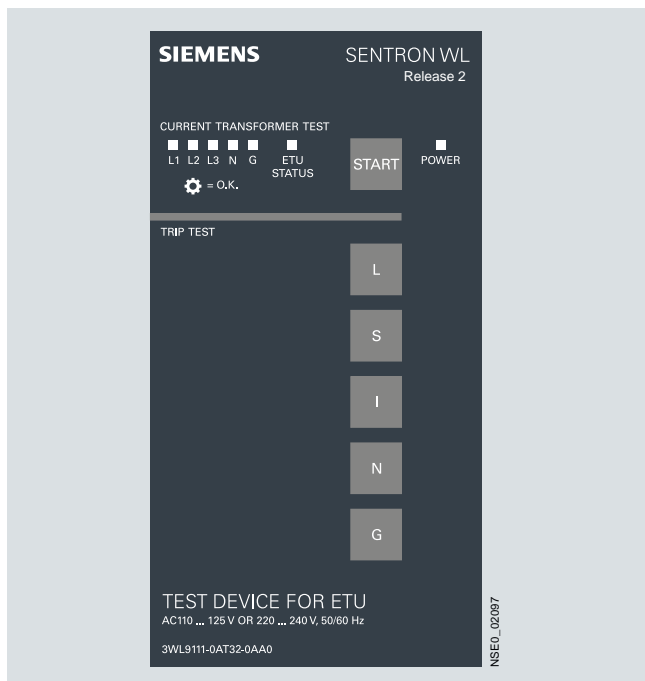 SIEMENS
SENTRON WL
Release 2
CURRENT TRANSFORMER TEST
L1 L2 L3 N G
ETU
STATUS
START
POWER
= O.K.
TRIP TEST
L
S
I
N
G
TEST DEVICE FOR ETU
AC110 ... 125 V OR 220 ... 240 V, 50/60 Hz
3WL9111-0AT32-0AA0
NSE0_02097